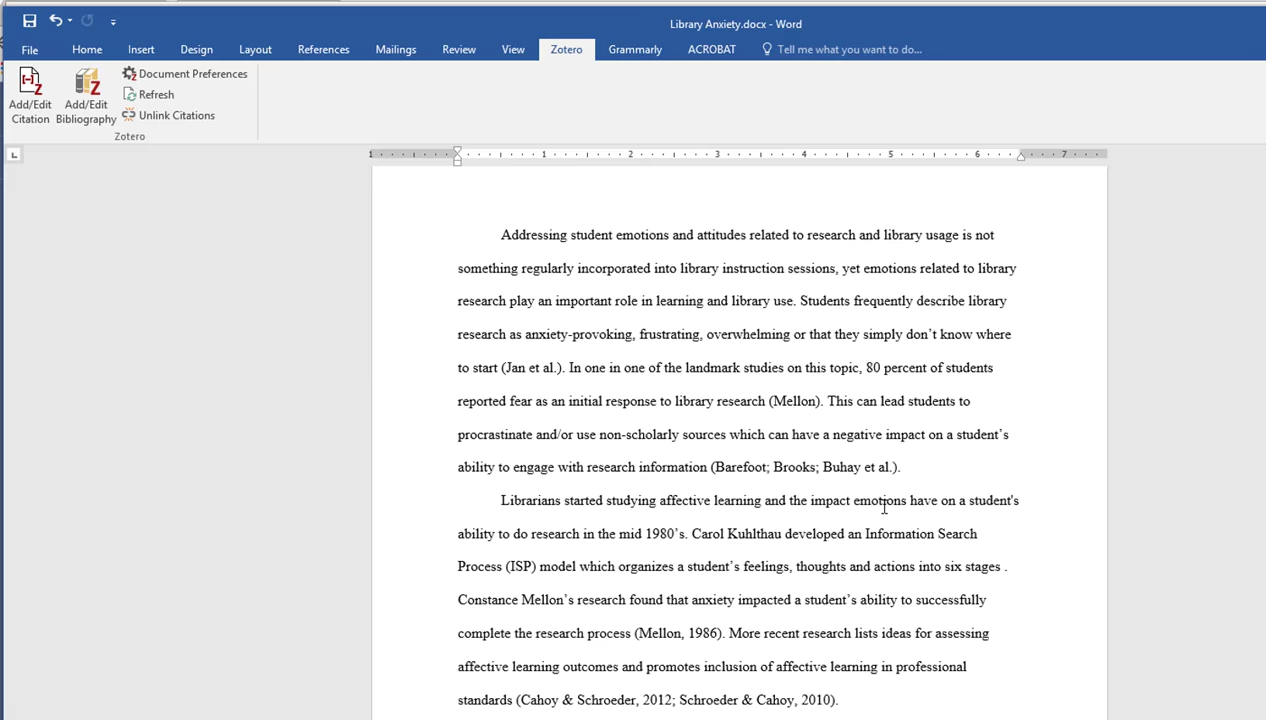 Library Anxiety.docx - Word
File Home Insert Design Layout References Mailings Review View Zotero Grammarly ACROBAT Tell me what you want to do...
Add/Edit Citation
Add/Edit Bibliography
Document Preferences
Refresh
Unlink Citations
Zotero
1 1 2 3 4 5 6 7
Addressing student emotions and attitudes related to research and library usage is not
something regularly incorporated into library instruction sessions, yet emotions related to library
research play an important role in learning and library use. Students frequently describe library
research as anxiety-provoking, frustrating, overwhelming or that they simply don’t know where
to start (Jan et al.). In one in one of the landmark studies on this topic, 80 percent of students
reported fear as an initial response to library research (Mellon). This can lead students to
procrastinate and/or use non-scholarly sources which can have a negative impact on a student’s
ability to engage with research information (Barefoot; Brooks; Buhay et al.).
Librarians started studying affective learning and the impact emotions have on a student's
ability to do research in the mid 1980’s. Carol Kuhlthau developed an Information Search
Process (ISP) model which organizes a student’s feelings, thoughts and actions into six stages .
Constance Mellon’s research found that anxiety impacted a student’s ability to successfully
complete the research process (Mellon, 1986). More recent research lists ideas for assessing
affective learning outcomes and promotes inclusion of affective learning in professional
standards (Cahoy & Schroeder, 2012; Schroeder & Cahoy, 2010).